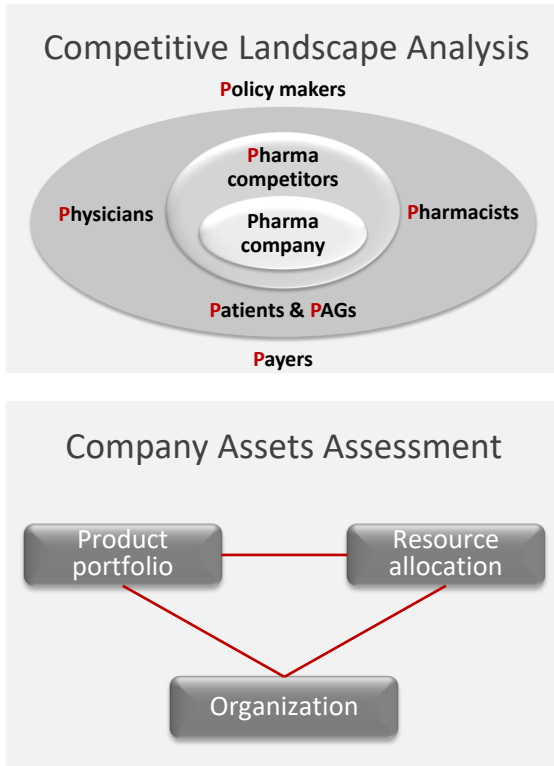 Competitive Landscape Analysis
Policy makers
Pharma
competitors
Physicians
Pharmacists
Pharma
company
Patients & PAGs
Payers
Company Assets Assessment
Product
portfolio
Resource
allocation
Organization